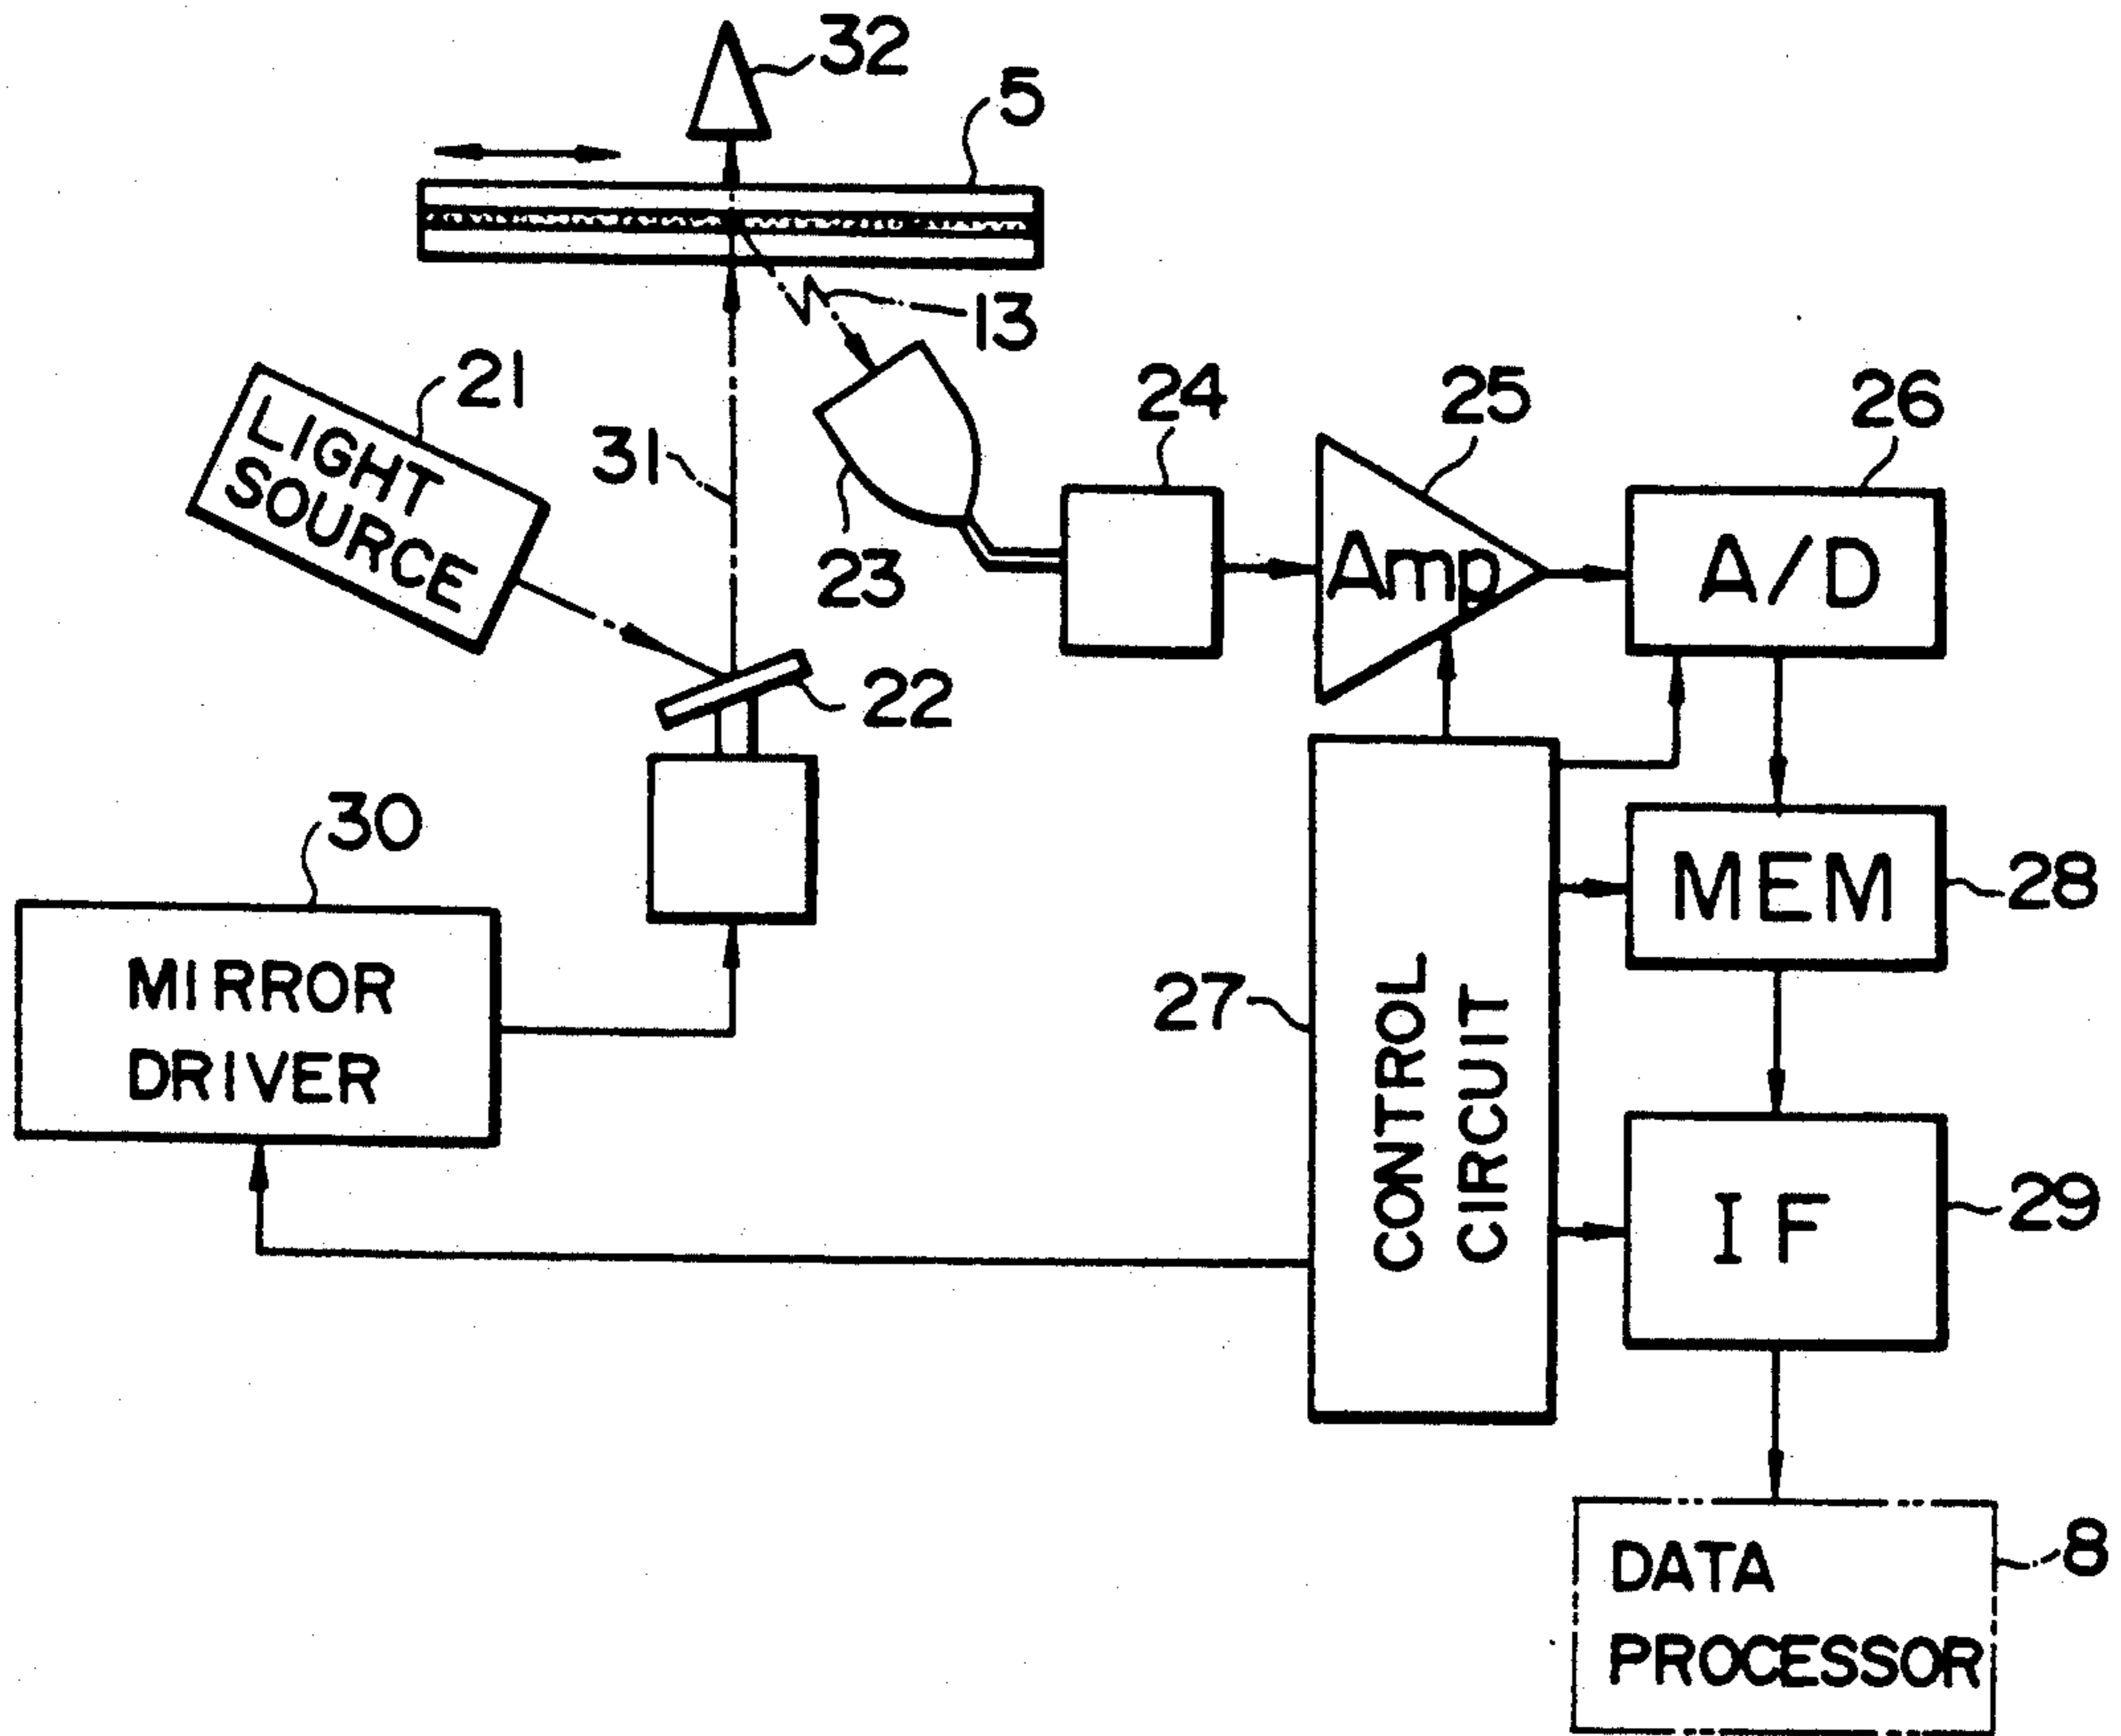 32
5
13
21
LIGHT
SOURCE
31
23
24
25
26
Amp
A/D
22
30
MIRROR
DRIVER
27
CONTROL
CIRCUIT
MEM
28
IF
29
DATA
PROCESSOR
8